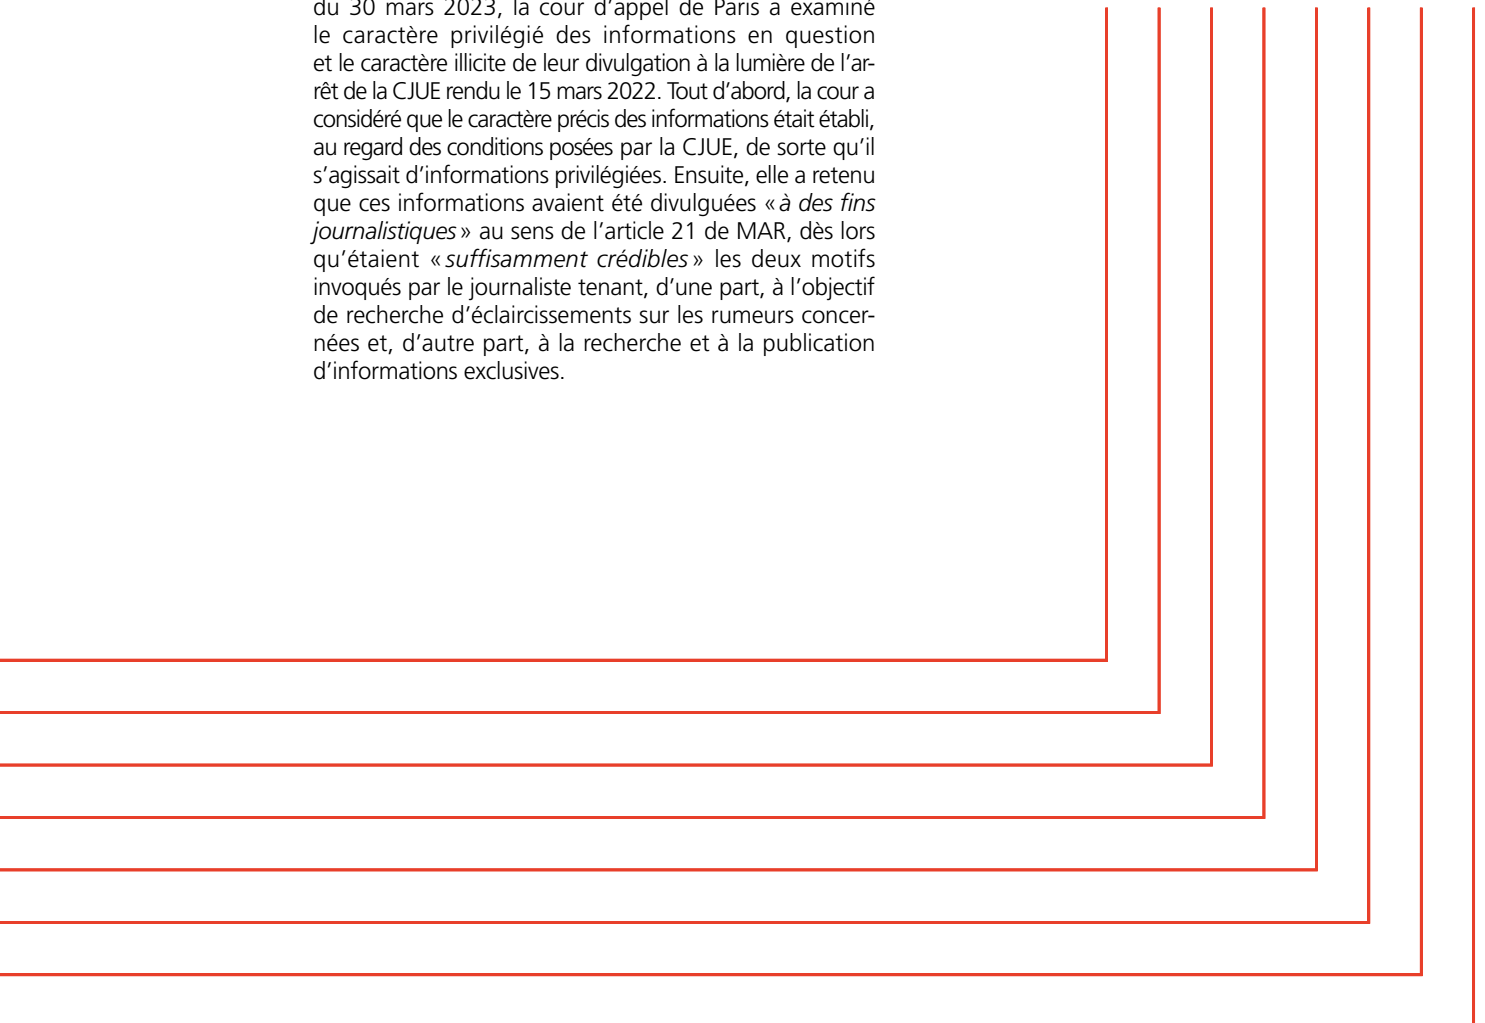 du 30 mars 2023, la cour d’appel de Paris a examiné
le caractère privilégié des informations en question
et le caractère illicite de leur divulgation à la lumière de l’ar-
rêt de la CJUE rendu le 15 mars 2022. Tout d’abord, la cour a
considéré que le caractère précis des informations était établi,
au regard des conditions posées par la CJUE, de sorte qu’il
s’agissait d’informations privilégiées. Ensuite, elle a retenu
que ces informations avaient été divulguées « à des fins
journalistiques » au sens de l’article 21 de MAR, dès lors
qu’étaient « suffisamment crédibles » les deux motifs
invoqués par le journaliste tenant, d’une part, à l’objectif
de recherche d’éclaircissements sur les rumeurs concer-
nées et, d’autre part, à la recherche et à la publication
d’informations exclusives.